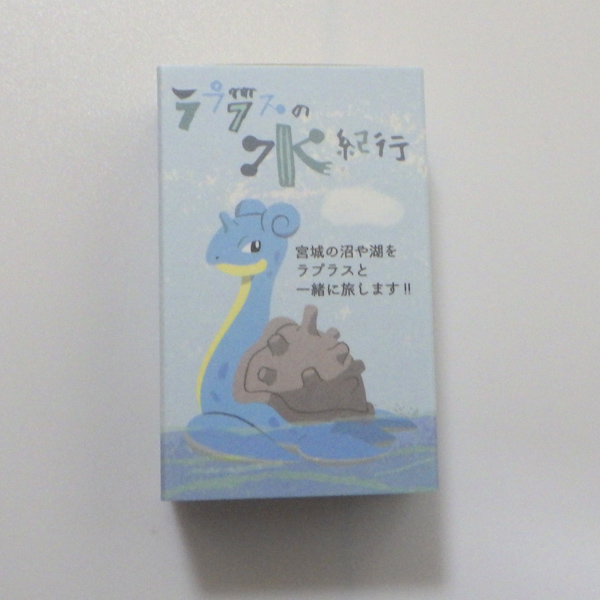 ラプラスの
水紀行
宮城の沼や湖を
ラプラスと
一緒に旅します!!